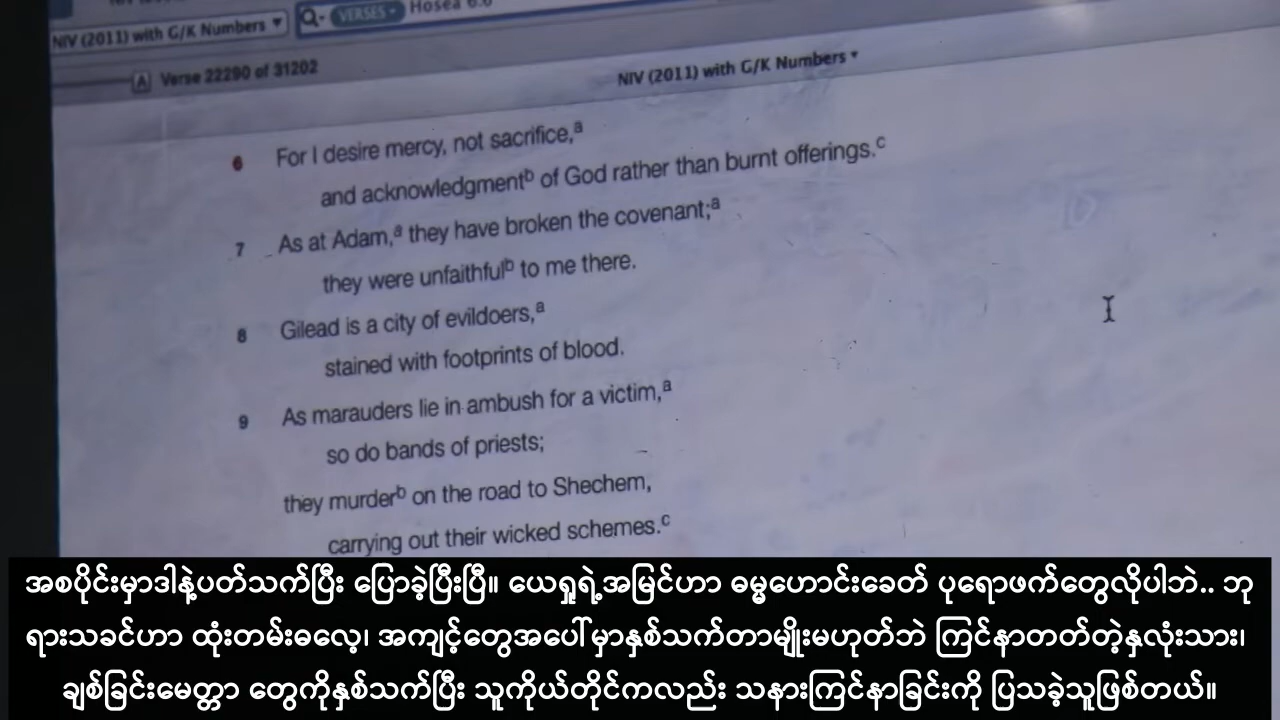 NIV (2011) with G/K Numbers
VERSES Hosea 6:6
Verse 22290 of 31202
NIV (2011) with G/K Numbers
6 For I desire mercy, not sacrifice,a
and acknowledgmentb of God rather than burnt offerings.c
7 As at Adam,a they have broken the covenant;a
they were unfaithfulb to me there.
8 Gilead is a city of evildoers,a
stained with footprints of blood.
9 As marauders lie in ambush for a victim,a
so do bands of priests;
they murderb on the road to Shechem,
carrying out their wicked schemes.c
အစပိုင်းမှာဒါနဲ့ပတ်သက်ပြီး ပြောခဲ့ပြီးပြီ။ ယေရှုရဲ့အမြင်ဟာ ဓမ္မဟောင်းခေတ် ပုရောဖက်တွေလိုပါဘဲ.. ဘု
ရားသခင်ဟာ ထုံးတမ်းဓလေ့၊ အကျင့်တွေအပေါ်မှာနှစ်သက်တာမျိုးမဟုတ်ဘဲ ကြင်နာတတ်တဲ့နှလုံးသား၊
ချစ်ခြင်းမေတ္တာ တွေကိုနှစ်သက်ပြီး သူကိုယ်တိုင်ကလည်း သနားကြင်နာခြင်းကို ပြသခဲ့သူဖြစ်တယ်။